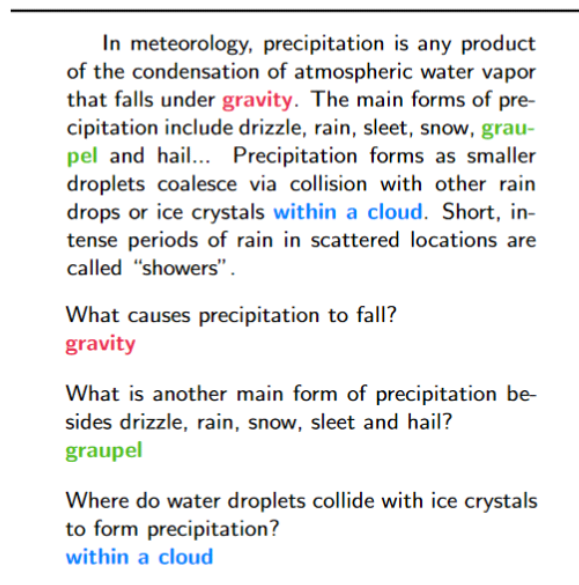 In meteorology, precipitation is any product
of the condensation of atmospheric water vapor
that falls under gravity. The main forms of pre-
cipitation include drizzle, rain, sleet, snow, grau-
pel and hail... Precipitation forms as smaller
droplets coalesce via collision with other rain
drops or ice crystals within a cloud. Short, in-
tense periods of rain in scattered locations are
called “showers”.
What causes precipitation to fall?
gravity
What is another main form of precipitation be-
sides drizzle, rain, snow, sleet and hail?
graupel
Where do water droplets collide with ice crystals
to form precipitation?
within a cloud